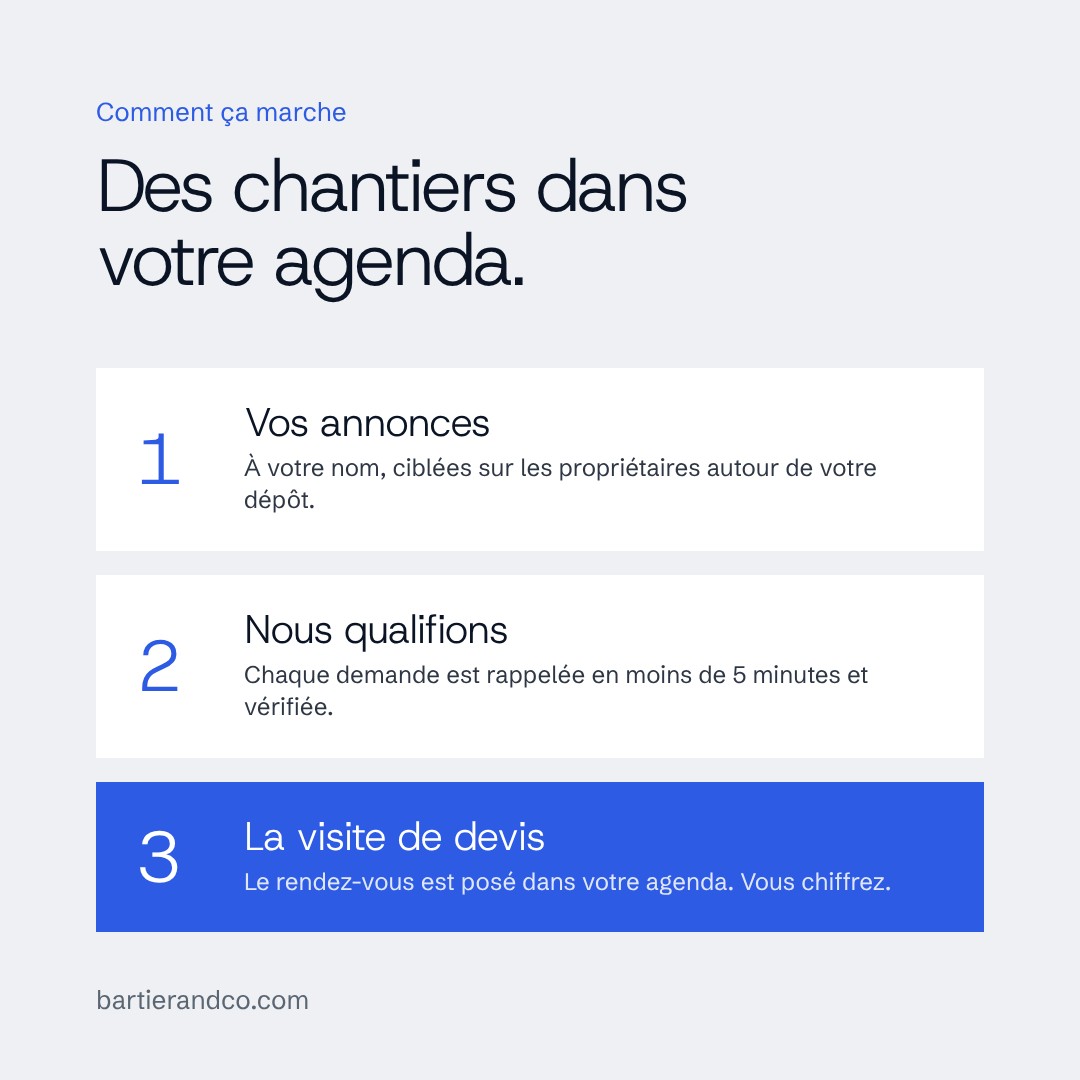 Comment ça marche
Des chantiers dans
votre agenda.
1
Vos annonces
À votre nom, ciblées sur les propriétaires autour de votre
dépôt.
2
Nous qualifions
Chaque demande est rappelée en moins de 5 minutes et
vérifiée.
3
La visite de devis
Le rendez-vous est posé dans votre agenda. Vous chiffrez.
bartierandco.com